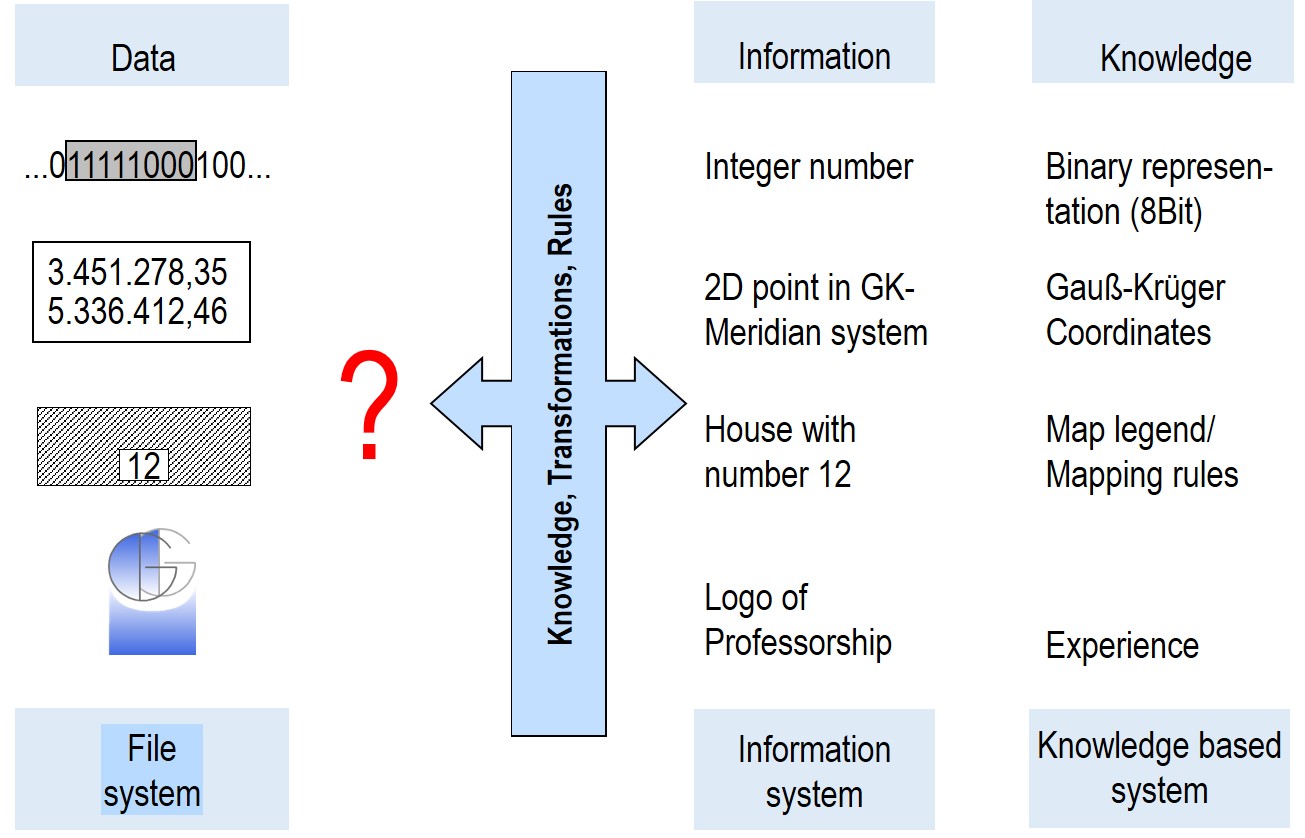 Data
Information
Knowledge
...011111000100...
Integer number
Binary represen-
tation (8Bit)
3.451.278,35
5.336.412,46
2D point in GK-
Meridian system
Gauß-Krüger
Coordinates
?
Knowledge, Transformations, Rules
12
House with
number 12
Map legend/
Mapping rules
G
G
Logo of
Professorship
Experience
File
system
Information
system
Knowledge based
system